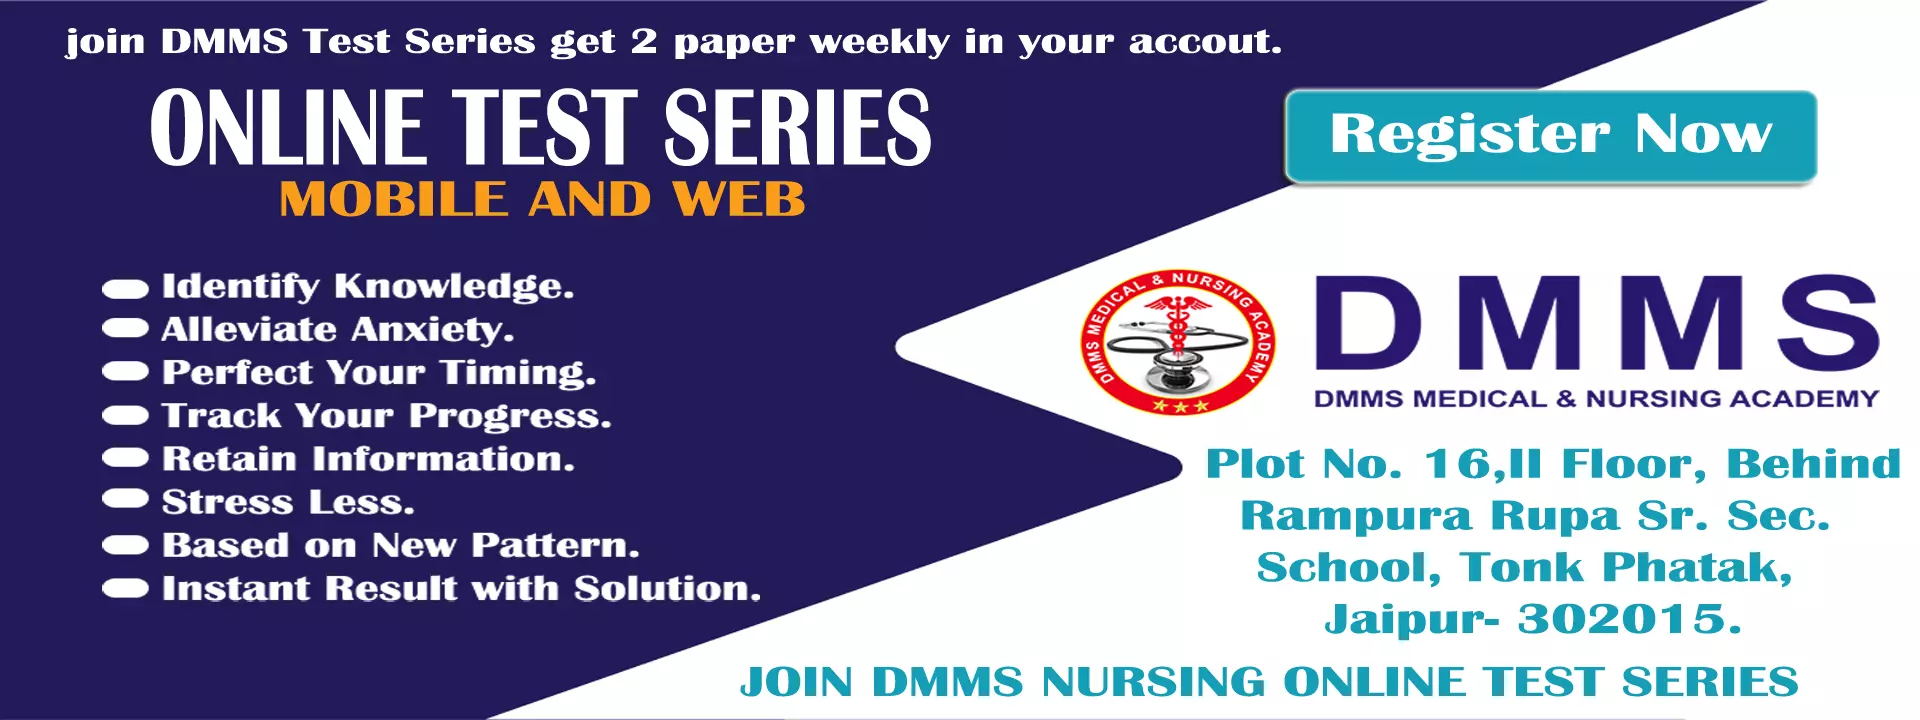 join DMMS Test Series get 2 paper weekly in your accout.
ONLINE TEST SERIES
MOBILE AND WEB
Register Now
Identify Knowledge.
Alleviate Anxiety.
Perfect Your Timing.
Track Your Progress.
Retain Information.
Stress Less.
Based on New Pattern.
Instant Result with Solution.
DMMS MEDICAL & NURSING ACADEMY
DMMS
DMMS MEDICAL & NURSING ACADEMY
Plot No. 16,II Floor, Behind
Rampura Rupa Sr. Sec.
School, Tonk Phatak,
Jaipur- 302015.
JOIN DMMS NURSING ONLINE TEST SERIES